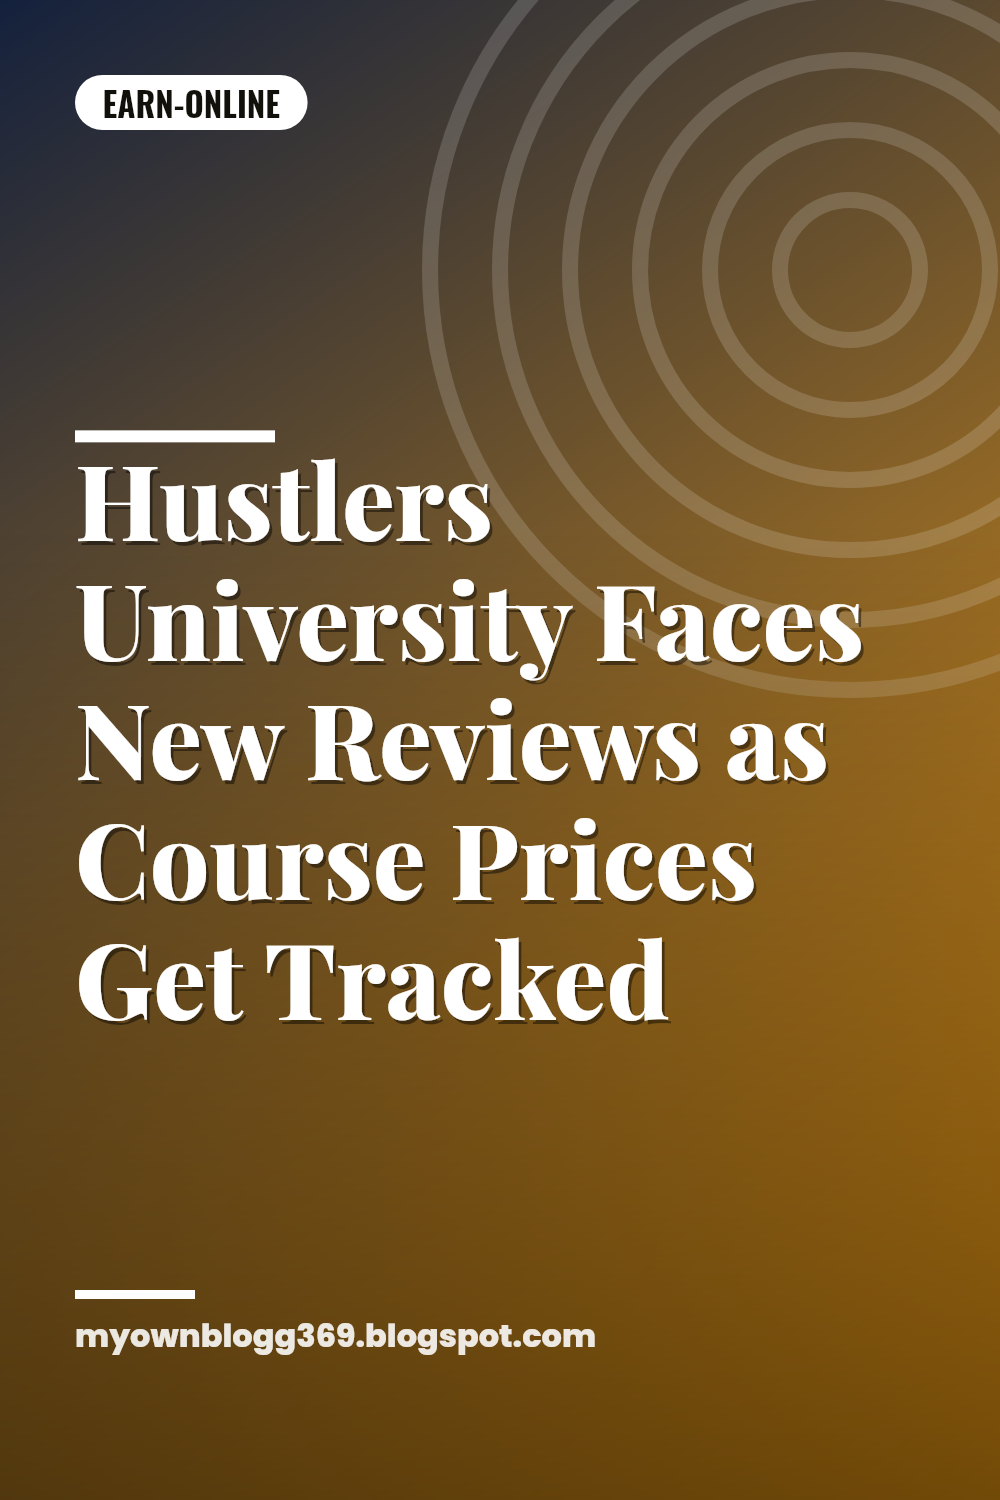 EARN-ONLINE
Hustlers
University Faces
New Reviews as
Course Prices
Get Tracked
myownblogg369.blogspot.com